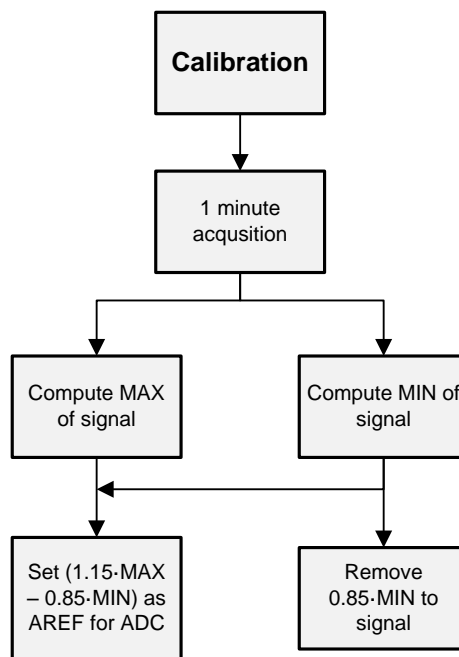 Calibration
1 minute
acqusition
Compute MAX
of signal
Compute MIN of
signal
Set (1.15·MAX
– 0.85·MIN) as
AREF for ADC
Remove
0.85·MIN to
signal